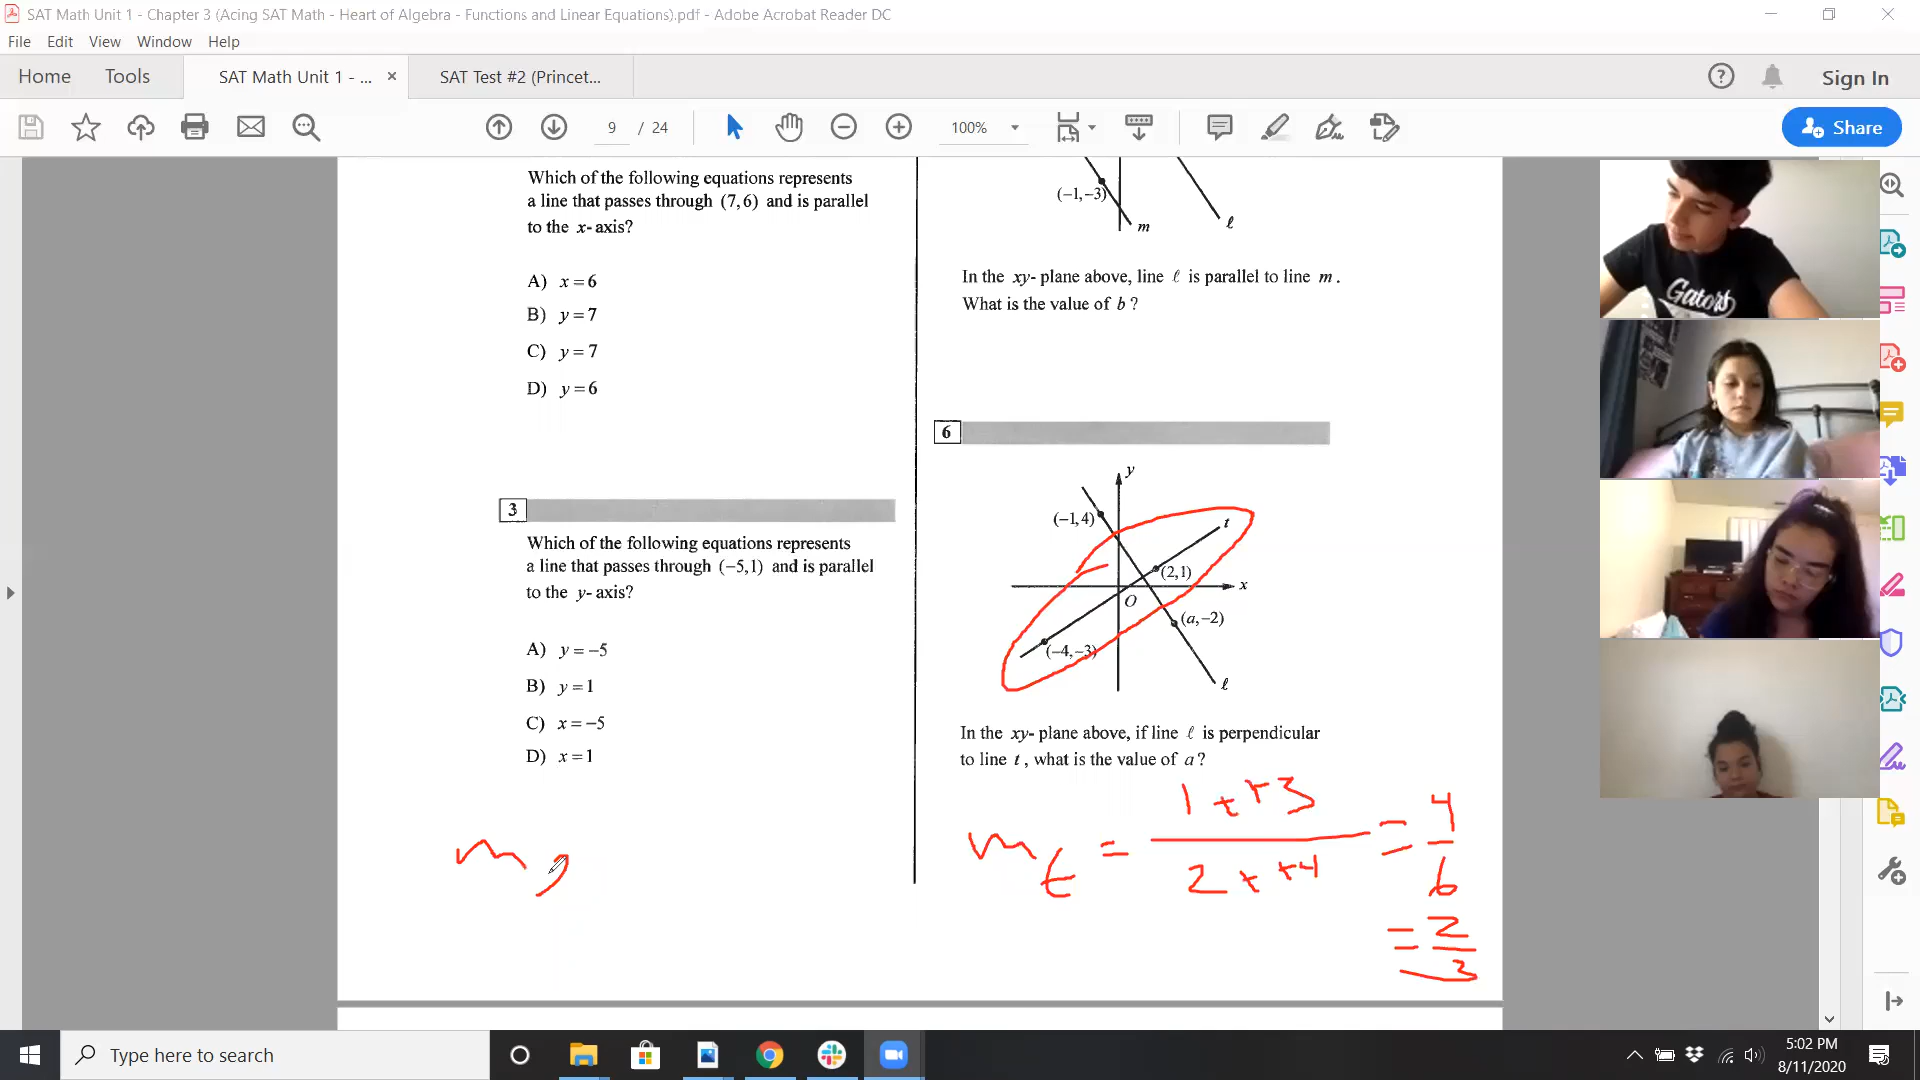 SAT Math Unit 1 - Chapter 3 (Acing SAT Math - Heart of Algebra - Functions and Linear Equations).pdf - Adobe Acrobat Reader DC
File Edit View Window Help
Home Tools SAT Math Unit 1 - ... × SAT Test #2 (Princet... Sign In
9 / 24 100% Share
Which of the following equations represents
a line that passes through (7,6) and is parallel
to the x-axis?
A) x=6
B) y=7
C) y=7
D) y=6
3
Which of the following equations represents
a line that passes through (−5,1) and is parallel
to the y-axis?
A) y=−5
B) y=1
C) x=−5
D) x=1
m
(−1,−3)
m
ℓ
In the xy- plane above, line ℓ is parallel to line m.
What is the value of b?
6
y
(−1,4)
t
(2,1)
x
O
(a,−2)
(−4,−3)
ℓ
In the xy- plane above, if line ℓ is perpendicular
to line t, what is the value of a?
1 + +3
m t = = 4
2 + +4 6
= 2
3
Gators
Type here to search
5:02 PM
8/11/2020